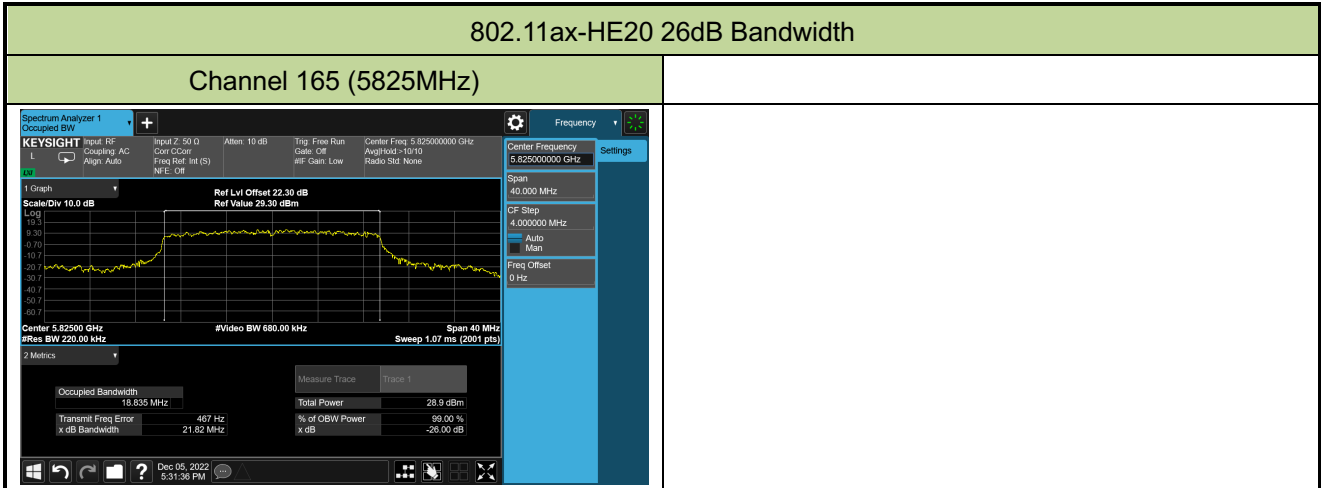 802.11ax-HE20 26dB Bandwidth
Channel 165 (5825MHz)
Spectrum Analyzer 1
Occupied BW
+
Frequency
KEYSIGHT
L
Input: RF
Coupling: AC
Align: Auto
Input Z: 50 Ω
Corr CCorr
Freq Ref: Int (S)
NFE: Off
Atten: 10 dB
Trig: Free Run
Gate: Off
#IF Gain: Low
Center Freq: 5.825000000 GHz
Avg|Hold:>10/10
Radio Std: None
Center Frequency
5.825000000 GHz
Settings
Span
40.000 MHz
CF Step
4.000000 MHz
Auto
Man
Freq Offset
0 Hz
1 Graph
Scale/Div 10.0 dB
Ref Lvl Offset 22.30 dB
Ref Value 29.30 dBm
Log
19.3
9.30
-0.70
-10.7
-20.7
-30.7
-40.7
-50.7
-60.7
Center 5.82500 GHz
#Video BW 680.00 kHz
Span 40 MHz
#Res BW 220.00 kHz
Sweep 1.07 ms (2001 pts)
2 Metrics
Measure Trace
Trace 1
Occupied Bandwidth
18.835 MHz
Total Power 28.9 dBm
Transmit Freq Error 467 Hz
% of OBW Power 99.00 %
x dB Bandwidth 21.82 MHz
x dB -26.00 dB
?
Dec 05, 2022
5:31:36 PM